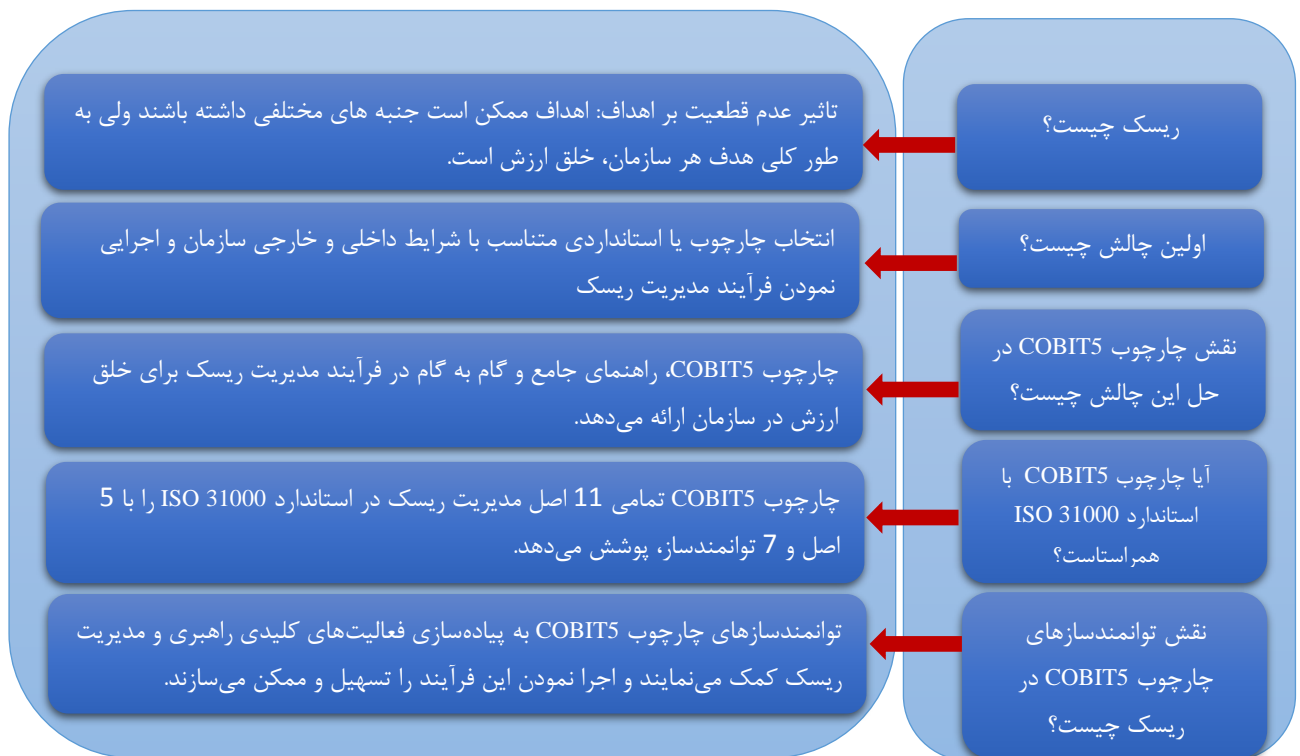 ریسک چیست؟
تاثیر عدم قطعیت بر اهداف: اهداف ممکن است جنبه های مختلفی داشته باشند ولی به
طور کلی هدف هر سازمان، خلق ارزش است.
اولین چالش چیست؟
انتخاب چارچوب یا استانداردی متناسب با شرایط داخلی و خارجی سازمان و اجرایی
نمودن فرآیند مدیریت ریسک
نقش چارچوب COBIT5 در
حل این چالش چیست؟
چارچوب COBIT5، راهنمای جامع و گام به گام در فرآیند مدیریت ریسک برای خلق
ارزش در سازمان ارائه می‌دهد.
آیا چارچوب COBIT5 با
استاندارد ISO 31000
همراستاست؟
چارچوب COBIT5 تمامی 11 اصل مدیریت ریسک در استاندارد ISO 31000 را با 5
اصل و 7 توانمندساز، پوشش می‌دهد.
نقش توانمندسازهای
چارچوب COBIT5 در
ریسک چیست؟
توانمندسازهای چارچوب COBIT5 به پیاده‌سازی فعالیت‌های کلیدی راهبری و مدیریت
ریسک کمک می‌نمایند و اجرا نمودن این فرآیند را تسهیل و ممکن می‌سازند.